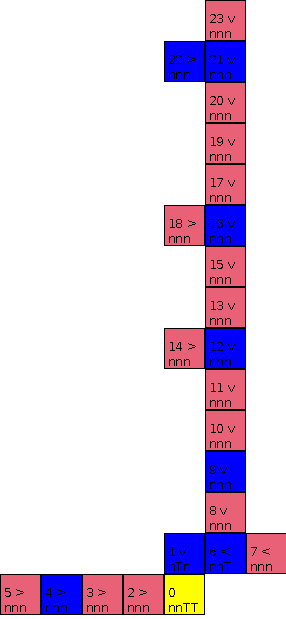 23 v
nnn
22 > 21 v
nnn nnn
20 v
nnn
19 v
nnn
17 v
nnn
18 > 16 v
nnn nnn
15 v
nnn
13 v
nnn
14 > 12 v
nnn nnn
11 v
nnn
10 v
nnn
9 v
nnn
8 v
nnn
1 v 6 < 7 <
nTn nnT nnn
5 > 4 > 3 > 2 > 0
nnn nnn nnn nnn nnTT